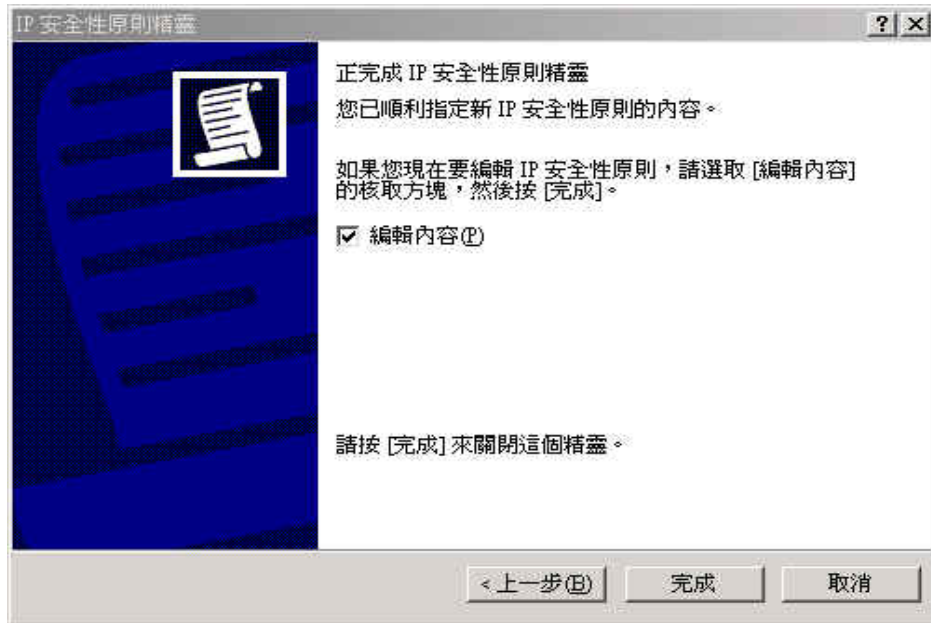 IP 安全性原則精靈
正完成 IP 安全性原則精靈
您已順利指定新 IP 安全性原則的內容。
如果您現在要編輯 IP 安全性原則，請選取 [編輯內容]
的核取方塊，然後按 [完成]。
編輯內容(P)
請按 [完成] 來關閉這個精靈。
<上一步(B)
完成
取消